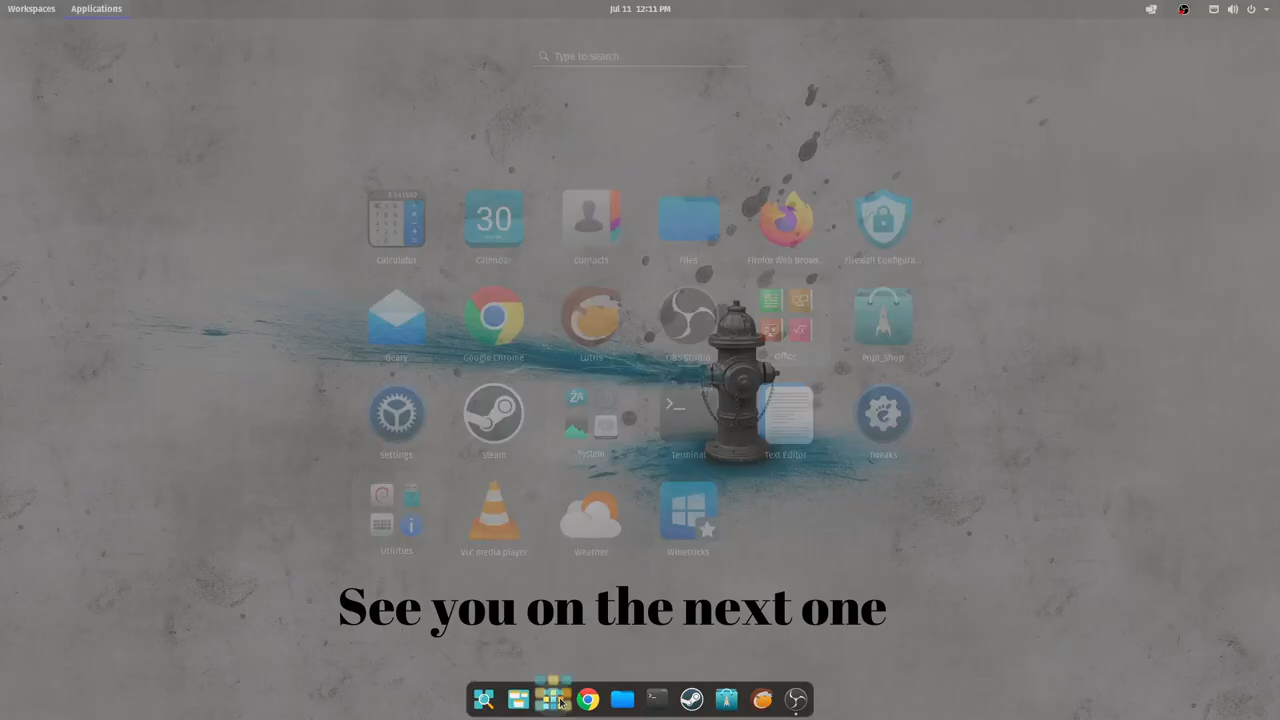 Workspaces Applications Jul 11 12:11 PM
Type to search
30
Calculator Calendar Contacts Files Firefox Web Brows... Firewall Configura...
Geary Google Chrome Lutris OBS Studio Office Pop!_Shop
Settings Steam System Terminal Text Editor Tweaks
Utilities VLC media player Weather Winetricks
See you on the next one